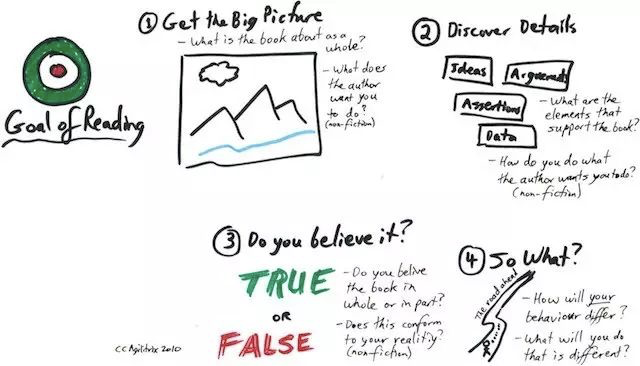 Goal of Reading
① Get the Big Picture
- What is the book about as a
whole?
- What does
the author
want you
to do?
(non-fiction)
② Discover Details
Ideas
Arguements
Assertions
Data
- What are the
elements that
support the book?
- How do you do what
the author wants you to do?
(non-fiction)
③ Do you believe it?
TRUE
OR
FALSE
- Do you belive
the book in
whole or in part?
- Does this conform
to your realitiy?
(non-fiction)
④ So What?
The road ahead
- How will your
behaviour differ?
- What will you do
that is different?
CC Agilitrix 2010